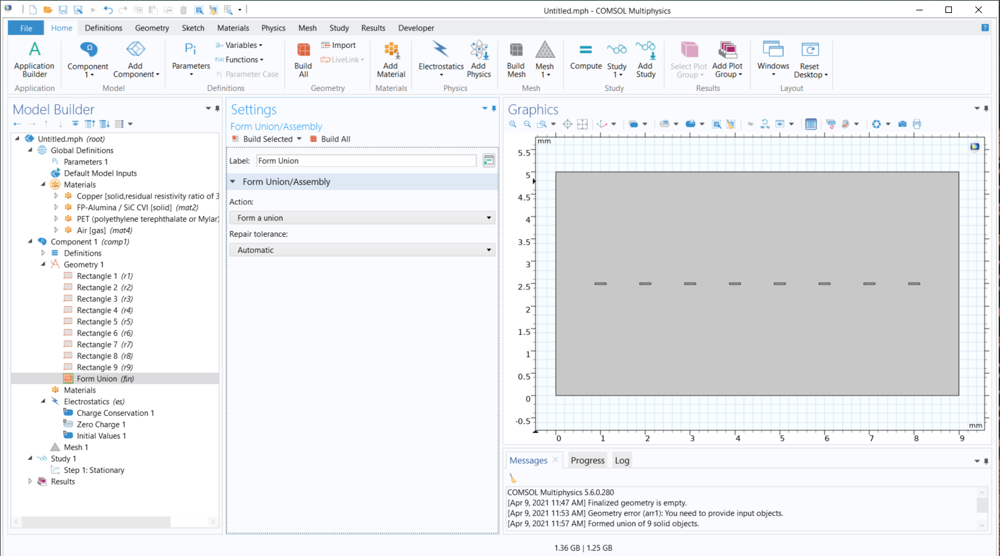 Untitled.mph - COMSOL Multiphysics
File Home Definitions Geometry Sketch Materials Physics Mesh Study Results Developer
Application Builder
Component 1
Add Component
Parameters
a= Variables
f(x) Functions
Pi Parameter Case
Build All
Import
LiveLink
Add Material
Electrostatics
Add Physics
Build Mesh
Mesh 1
Compute
Study 1
Add Study
Select Plot Group
Add Plot Group
Windows
Reset Desktop
Application Model Definitions Geometry Materials Physics Mesh Study Results Layout
Model Builder
Untitled.mph (root)
Global Definitions
Pi Parameters 1
Default Model Inputs
Materials
Copper [solid,residual resistivity ratio of 3
FP-Alumina / SiC CVI [solid] (mat2)
PET (polyethylene terephthalate or Mylar)
Air [gas] (mat4)
Component 1 (comp1)
Definitions
Geometry 1
Rectangle 1 (r1)
Rectangle 2 (r2)
Rectangle 3 (r3)
Rectangle 4 (r4)
Rectangle 5 (r5)
Rectangle 6 (r6)
Rectangle 7 (r7)
Rectangle 8 (r8)
Rectangle 9 (r9)
Form Union (fin)
Materials
Electrostatics (es)
Charge Conservation 1
Zero Charge 1
Initial Values 1
Mesh 1
Study 1
Step 1: Stationary
Results
Settings
Form Union/Assembly
Build Selected Build All
Label: Form Union
Form Union/Assembly
Action:
Form a union
Repair tolerance:
Automatic
Graphics
mm
5.5
5
4.5
4
3.5
3
2.5
2
1.5
1
0.5
0
-0.5
mm
0 1 2 3 4 5 6 7 8 9
Messages Progress Log
COMSOL Multiphysics 5.6.0.280
[Apr 9, 2021 11:47 AM] Finalized geometry is empty.
[Apr 9, 2021 11:53 AM] Geometry error (arr1): You need to provide input objects.
[Apr 9, 2021 11:57 AM] Formed union of 9 solid objects.
1.36 GB | 1.25 GB